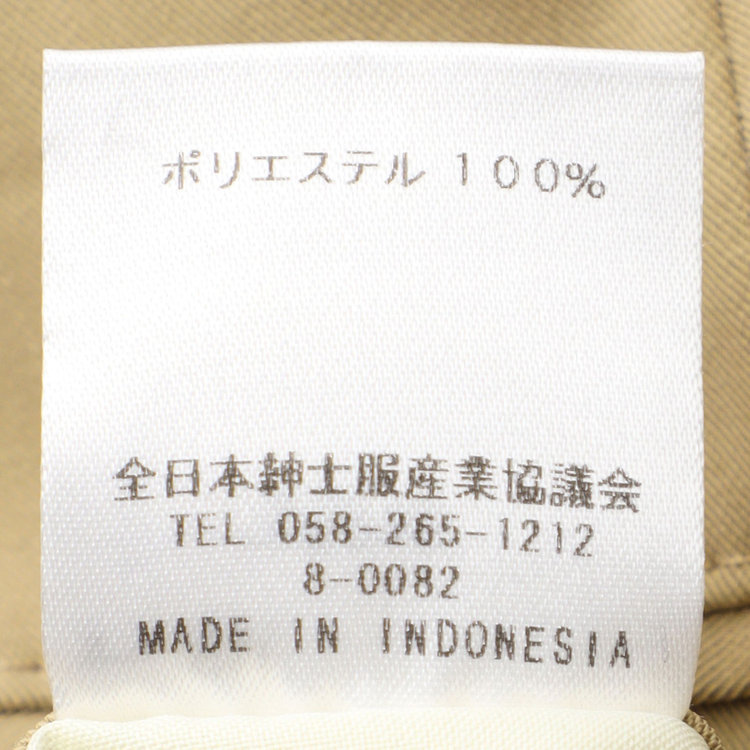 ポリエステル 100%
全日本紳士服産業協議会
TEL 058-265-1212
8-0082
MADE IN INDONESIA